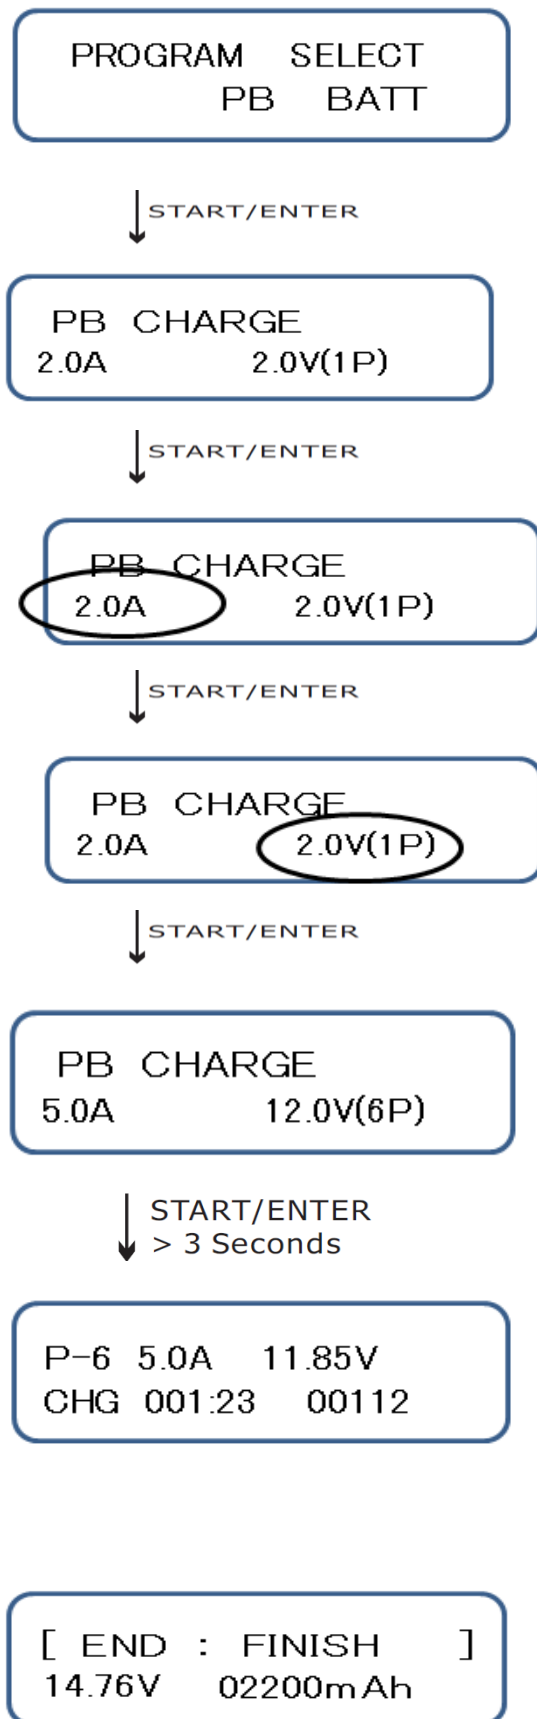 PROGRAM SELECT
PB BATT
START/ENTER
PB CHARGE
2.0A 2.0V(1P)
START/ENTER
PB CHARGE
2.0A 2.0V(1P)
START/ENTER
PB CHARGE
2.0A 2.0V(1P)
START/ENTER
PB CHARGE
5.0A 12.0V(6P)
START/ENTER
> 3 Seconds
P-6 5.0A 11.85V
CHG 001:23 00112
[ END : FINISH ]
14.76V 02200mAh